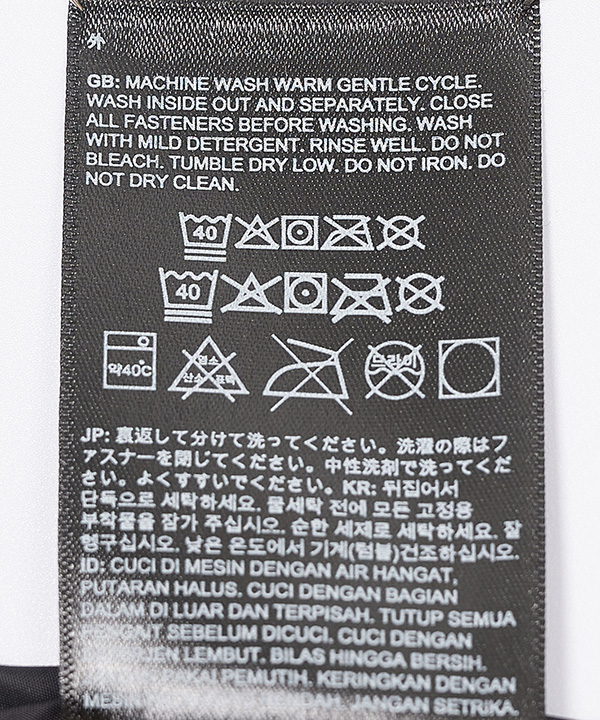 外
GB: MACHINE WASH WARM GENTLE CYCLE.
WASH INSIDE OUT AND SEPARATELY. CLOSE
ALL FASTENERS BEFORE WASHING. WASH
WITH MILD DETERGENT. RINSE WELL. DO NOT
BLEACH. TUMBLE DRY LOW. DO NOT IRON. DO
NOT DRY CLEAN.
40
40
약40C 염소 산소 표백 드라이
JP: 裏返して分けて洗ってください。洗濯の際はフ
ァスナーを閉じてください。中性洗剤で洗ってくだ
さい。よくすすいでください。KR: 뒤집어서
단독으로 세탁하세요. 물세탁 전에 모든 고정용
부착물을 잠가 주십시오. 순한 세제로 세탁하세요. 잘
헹구십시오. 낮은 온도에서 기계(텀블)건조하십시오.
ID: CUCI DI MESIN DENGAN AIR HANGAT,
PUTARAN HALUS. CUCI DENGAN BAGIAN
DALAM DI LUAR DAN TERPISAH. TUTUP SEMUA
SEBELUM DICUCI. CUCI DENGAN
LEMBUT. BILAS HINGGA BERSIH.
PEMUTIH. KERINGKAN DENGAN
JANGAN SETRIKA.